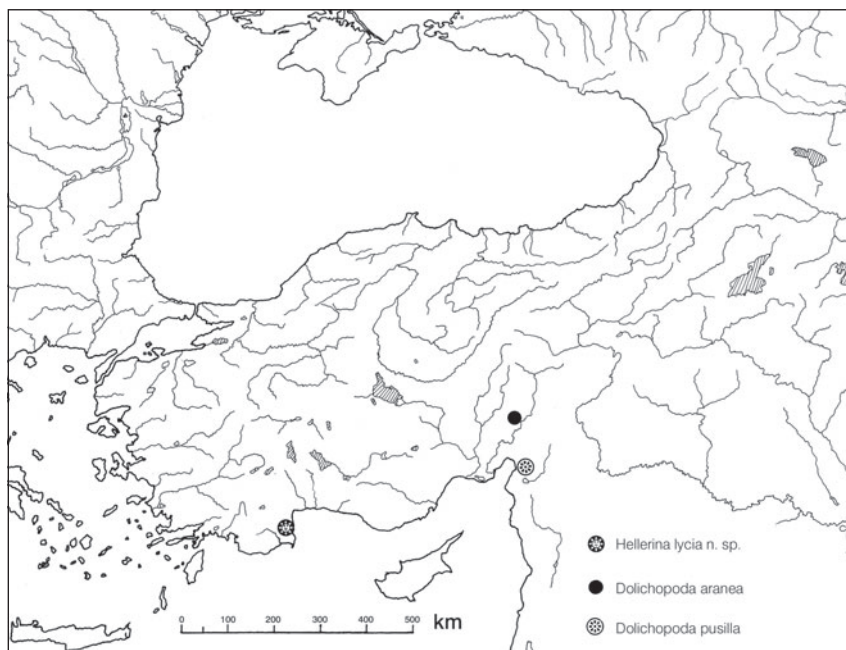 Hellerina lycia n. sp.
Dolichopoda aranea
Dolichopoda pusilla
0 100 200 300 400 500 km